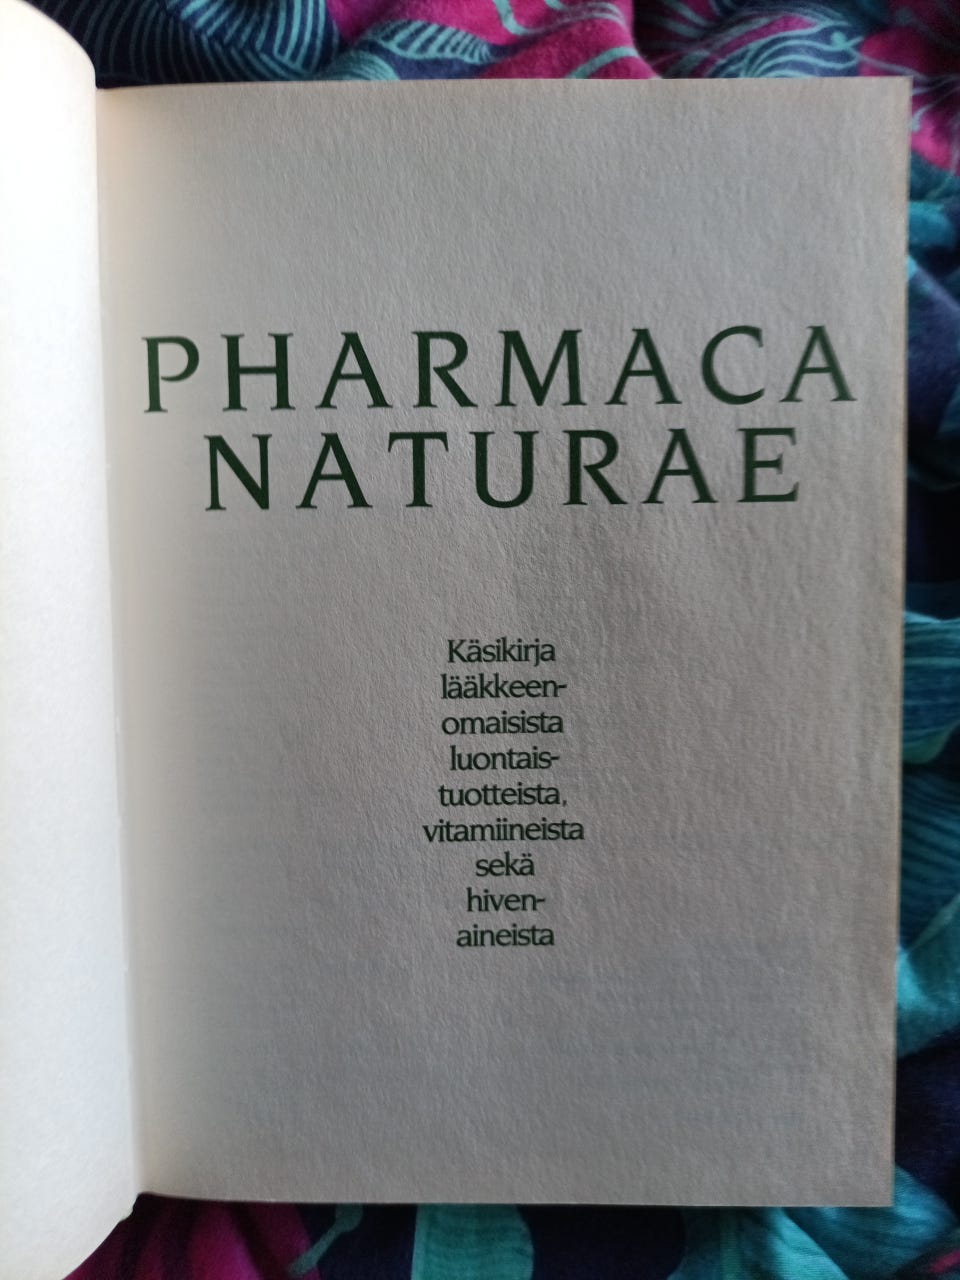 PHARMACA
NATURAE
Käsikirja
lääkkeen-
omaisista
luontais-
tuotteista,
vitamiineista
sekä
hiven-
aineista